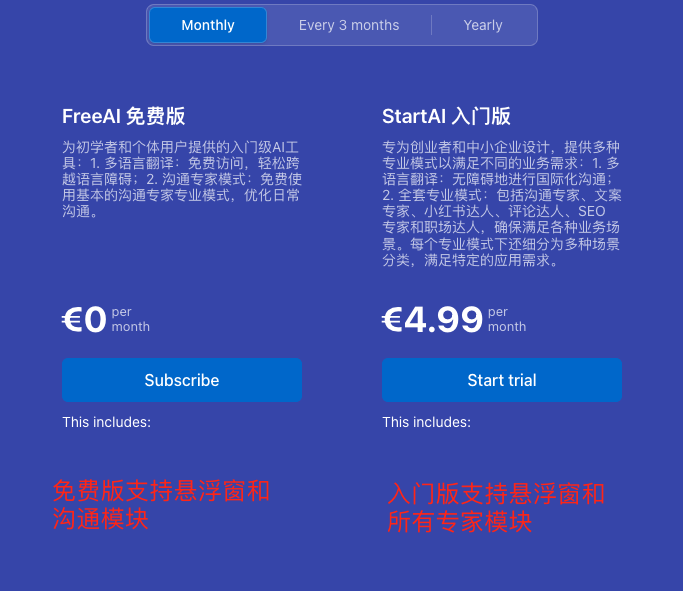 Monthly
Every 3 months
Yearly
FreeAI 免费版
为初学者和个体用户提供的入门级AI工
具：1. 多语言翻译：免费访问，轻松跨
越语言障碍；2. 沟通专家模式：免费使
用基本的沟通专家专业模式，优化日常
沟通。
€0 per
month
Subscribe
This includes:
免费版支持悬浮窗和
沟通模块
StartAI 入门版
专为创业者和中小企业设计，提供多种
专业模式以满足不同的业务需求：1. 多
语言翻译：无障碍地进行国际化沟通；
2. 全套专业模式：包括沟通专家、文案
专家、小红书达人、评论达人、SEO
专家和职场达人，确保满足各种业务场
景。每个专业模式下还细分为多种场景
分类，满足特定的应用需求。
€4.99 per
month
Start trial
This includes:
入门版支持悬浮窗和
所有专家模块